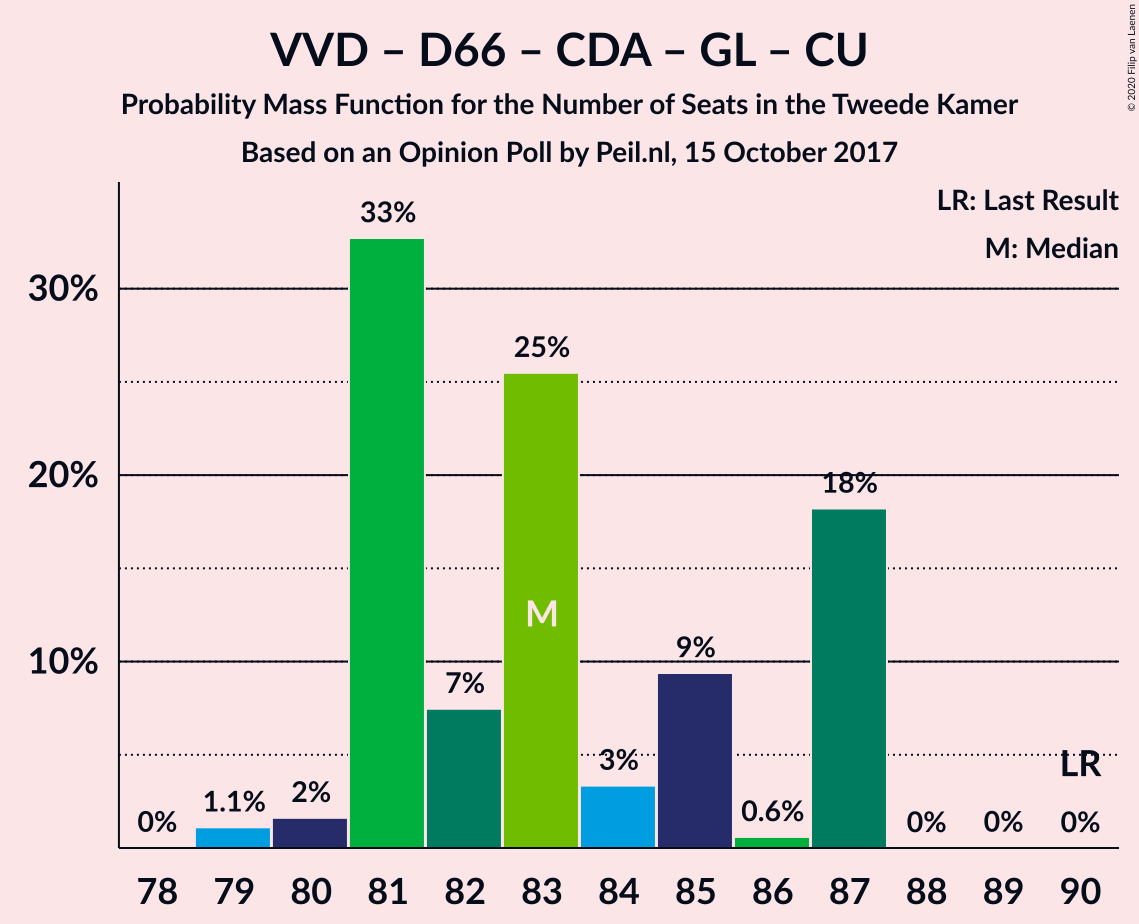 VVD – D66 – CDA – GL – CU
Probability Mass Function for the Number of Seats in the Tweede Kamer
Based on an Opinion Poll by Peil.nl, 15 October 2017
© 2020 Filip van Laenen
LR: Last Result
M: Median
30%
20%
10%
0%
1.1%
2%
33%
7%
25%
M
3%
9%
0.6%
18%
0%
0%
LR
0%
78 79 80 81 82 83 84 85 86 87 88 89 90